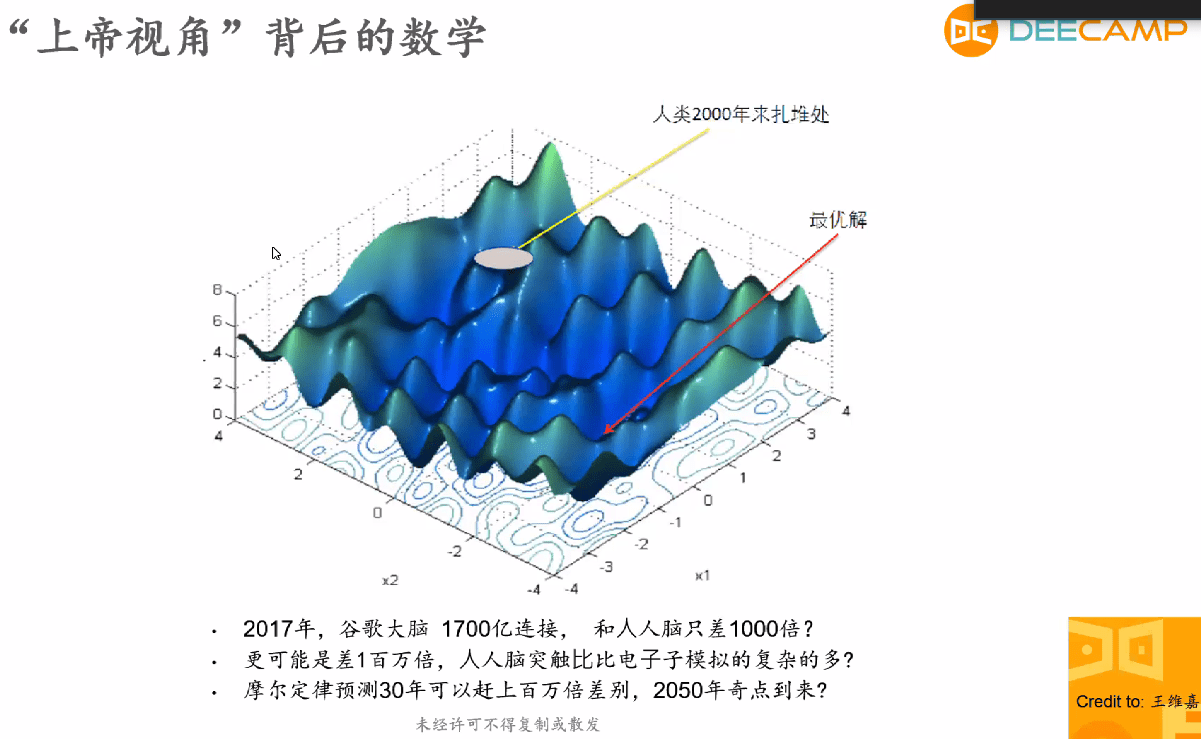 “上帝视角”背后的数学
DEECAMP
人类2000年来扎堆处
最优解
8
6
4
2
0
4
2
0
-2
-4
x2
4
3
2
1
0
-1
-2
-3
-4
x1
· 2017年，谷歌大脑 1700亿连接， 和人人脑只差1000倍?
· 更可能是差1百万倍，人人脑突触比比电子子模拟的复杂的多?
· 摩尔定律预测30年可以赶上百万倍差别，2050年奇点到来?
未经许可不得复制或散发
Credit to: 王维嘉